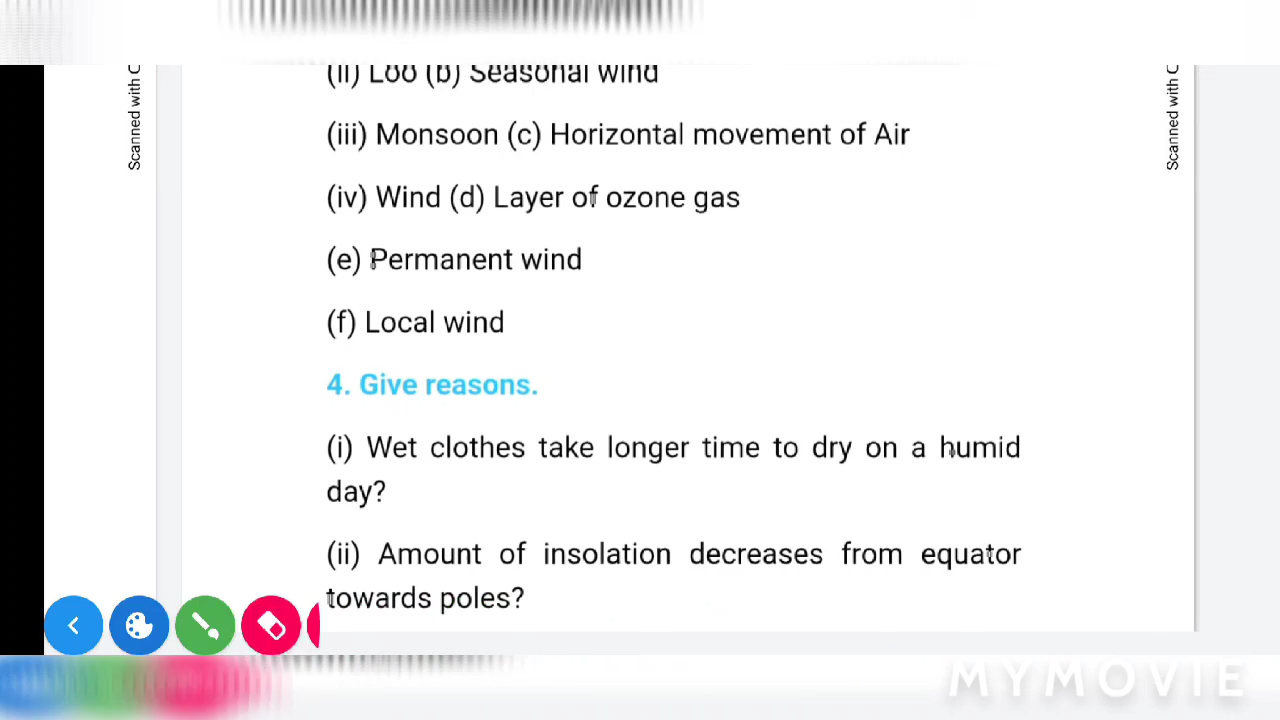 Scanned with C
Scanned with C
(ii) Loo (b) Seasonal wind
(iii) Monsoon (c) Horizontal movement of Air
(iv) Wind (d) Layer of ozone gas
(e) Permanent wind
(f) Local wind
4. Give reasons.
(i) Wet clothes take longer time to dry on a humid
day?
(ii) Amount of insolation decreases from equator
towards poles?
MYMOVIE